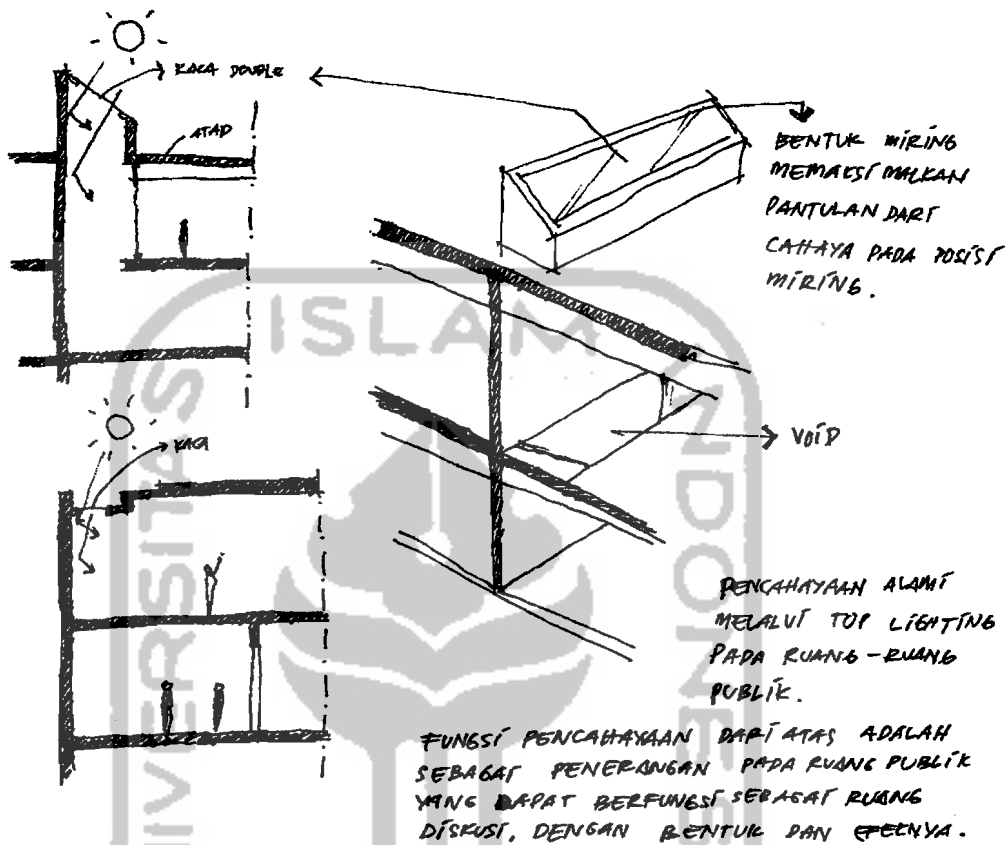 KACA DOUBLE
ATAP
BENTUK MIRING
MEMAKSIMALKAN
PANTULAN DARI
CAHAYA PADA POSISI
MIRING.
ISLAM
UNIVERSITAS
INDONES
KACA
VOID
PENCAHAYAAN ALAMI
MELALUI TOP LIGHTING
PADA RUANG-RUANG
PUBLIK.
FUNGSI PENCAHAYAAN DARI ATAS ADALAH
SEBAGAI PENERANGAN PADA RUANG PUBLIK
YANG DAPAT BERFUNGSI SEBAGAI RUANG
DISKUSI, DENGAN BENTUK DAN EFEKNYA.